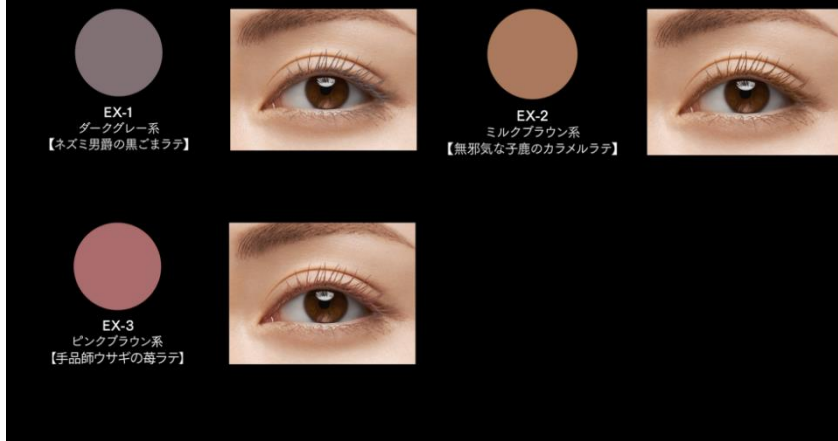 EX-1
ダークグレー系
【ネズミ男爵の黒ごまラテ】
EX-2
ミルクブラウン系
【無邪気な子鹿のカラメルラテ】
EX-3
ピンクブラウン系
【手品師ウサギの苺ラテ】